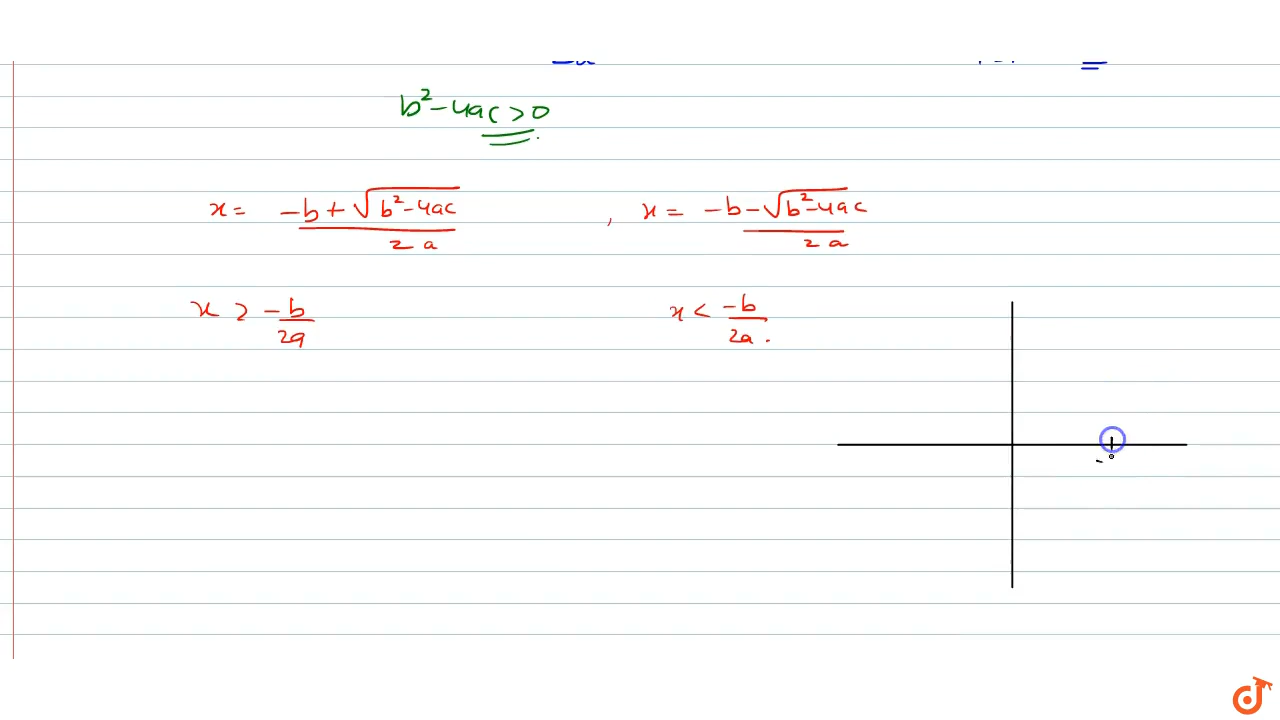 b²-4ac>0
x = -b+√b²-4ac / 2a , x = -b-√b²-4ac / 2a
x > -b/2a x < -b/2a.
-